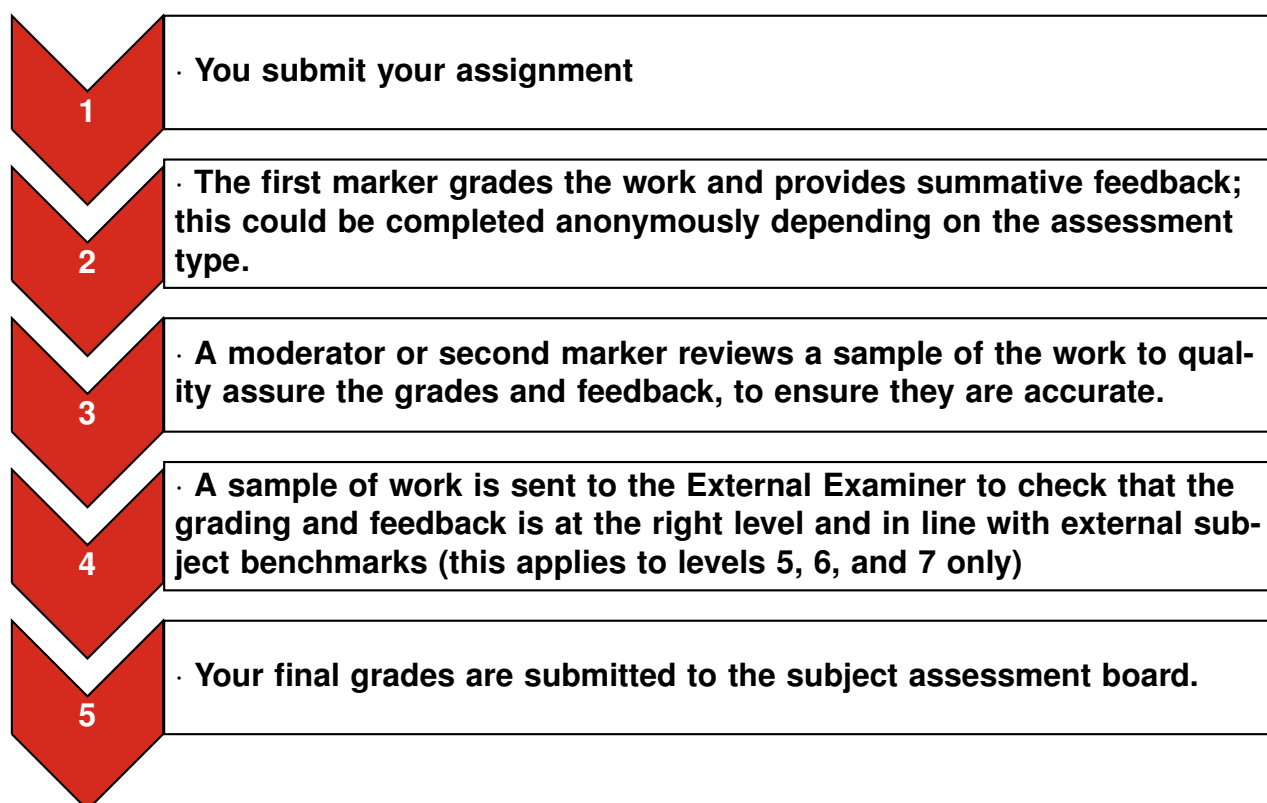 1
· You submit your assignment
2
· The first marker grades the work and provides summative feedback;
this could be completed anonymously depending on the assessment
type.
3
· A moderator or second marker reviews a sample of the work to qual-
ity assure the grades and feedback, to ensure they are accurate.
4
· A sample of work is sent to the External Examiner to check that the
grading and feedback is at the right level and in line with external sub-
ject benchmarks (this applies to levels 5, 6, and 7 only)
5
· Your final grades are submitted to the subject assessment board.